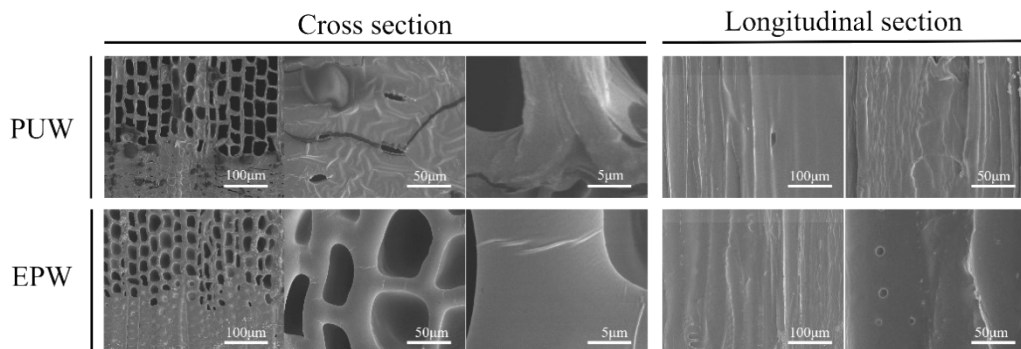 Cross section
Longitudinal section
PUW
100μm
50μm
5μm
100μm
50μm
EPW
100μm
50μm
5μm
100μm
50μm